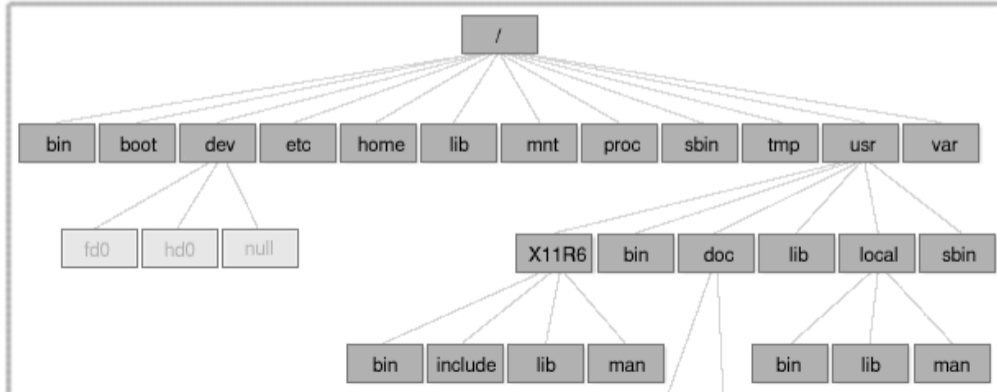 /
bin boot dev etc home lib mnt proc sbin tmp usr var
fd0 hd0 null
X11R6 bin doc lib local sbin
bin include lib man bin lib man